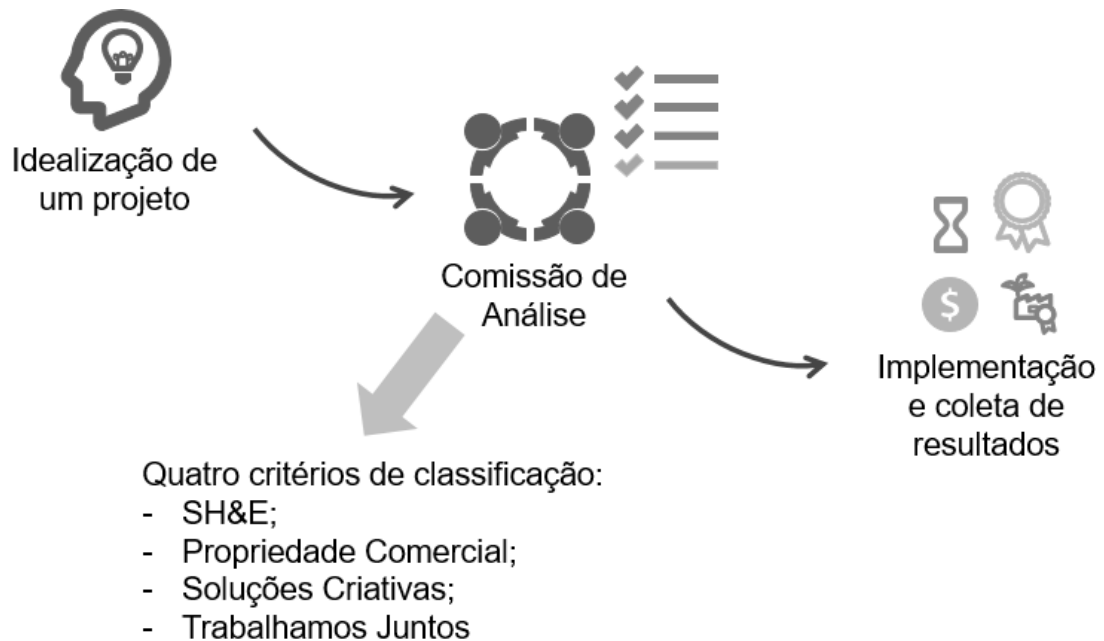 Idealização de
um projeto
Comissão de
Análise
$
Implementação
e coleta de
resultados
Quatro critérios de classificação:
- SH&E;
- Propriedade Comercial;
- Soluções Criativas;
- Trabalhamos Juntos